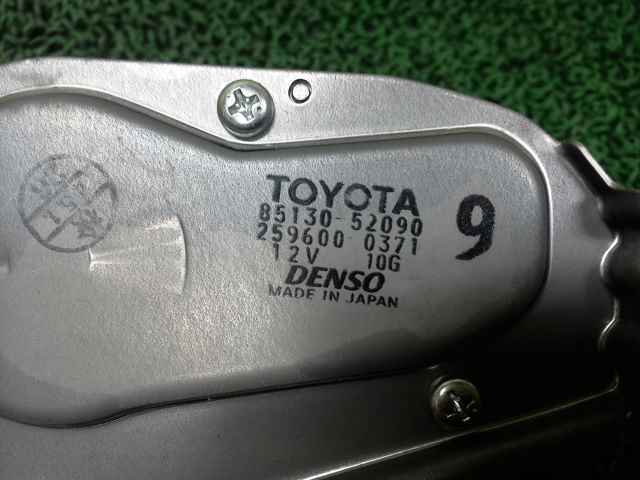 TOYOTA
85130-52090
259600-0371
12V 10G
DENSO
MADE IN JAPAN
9